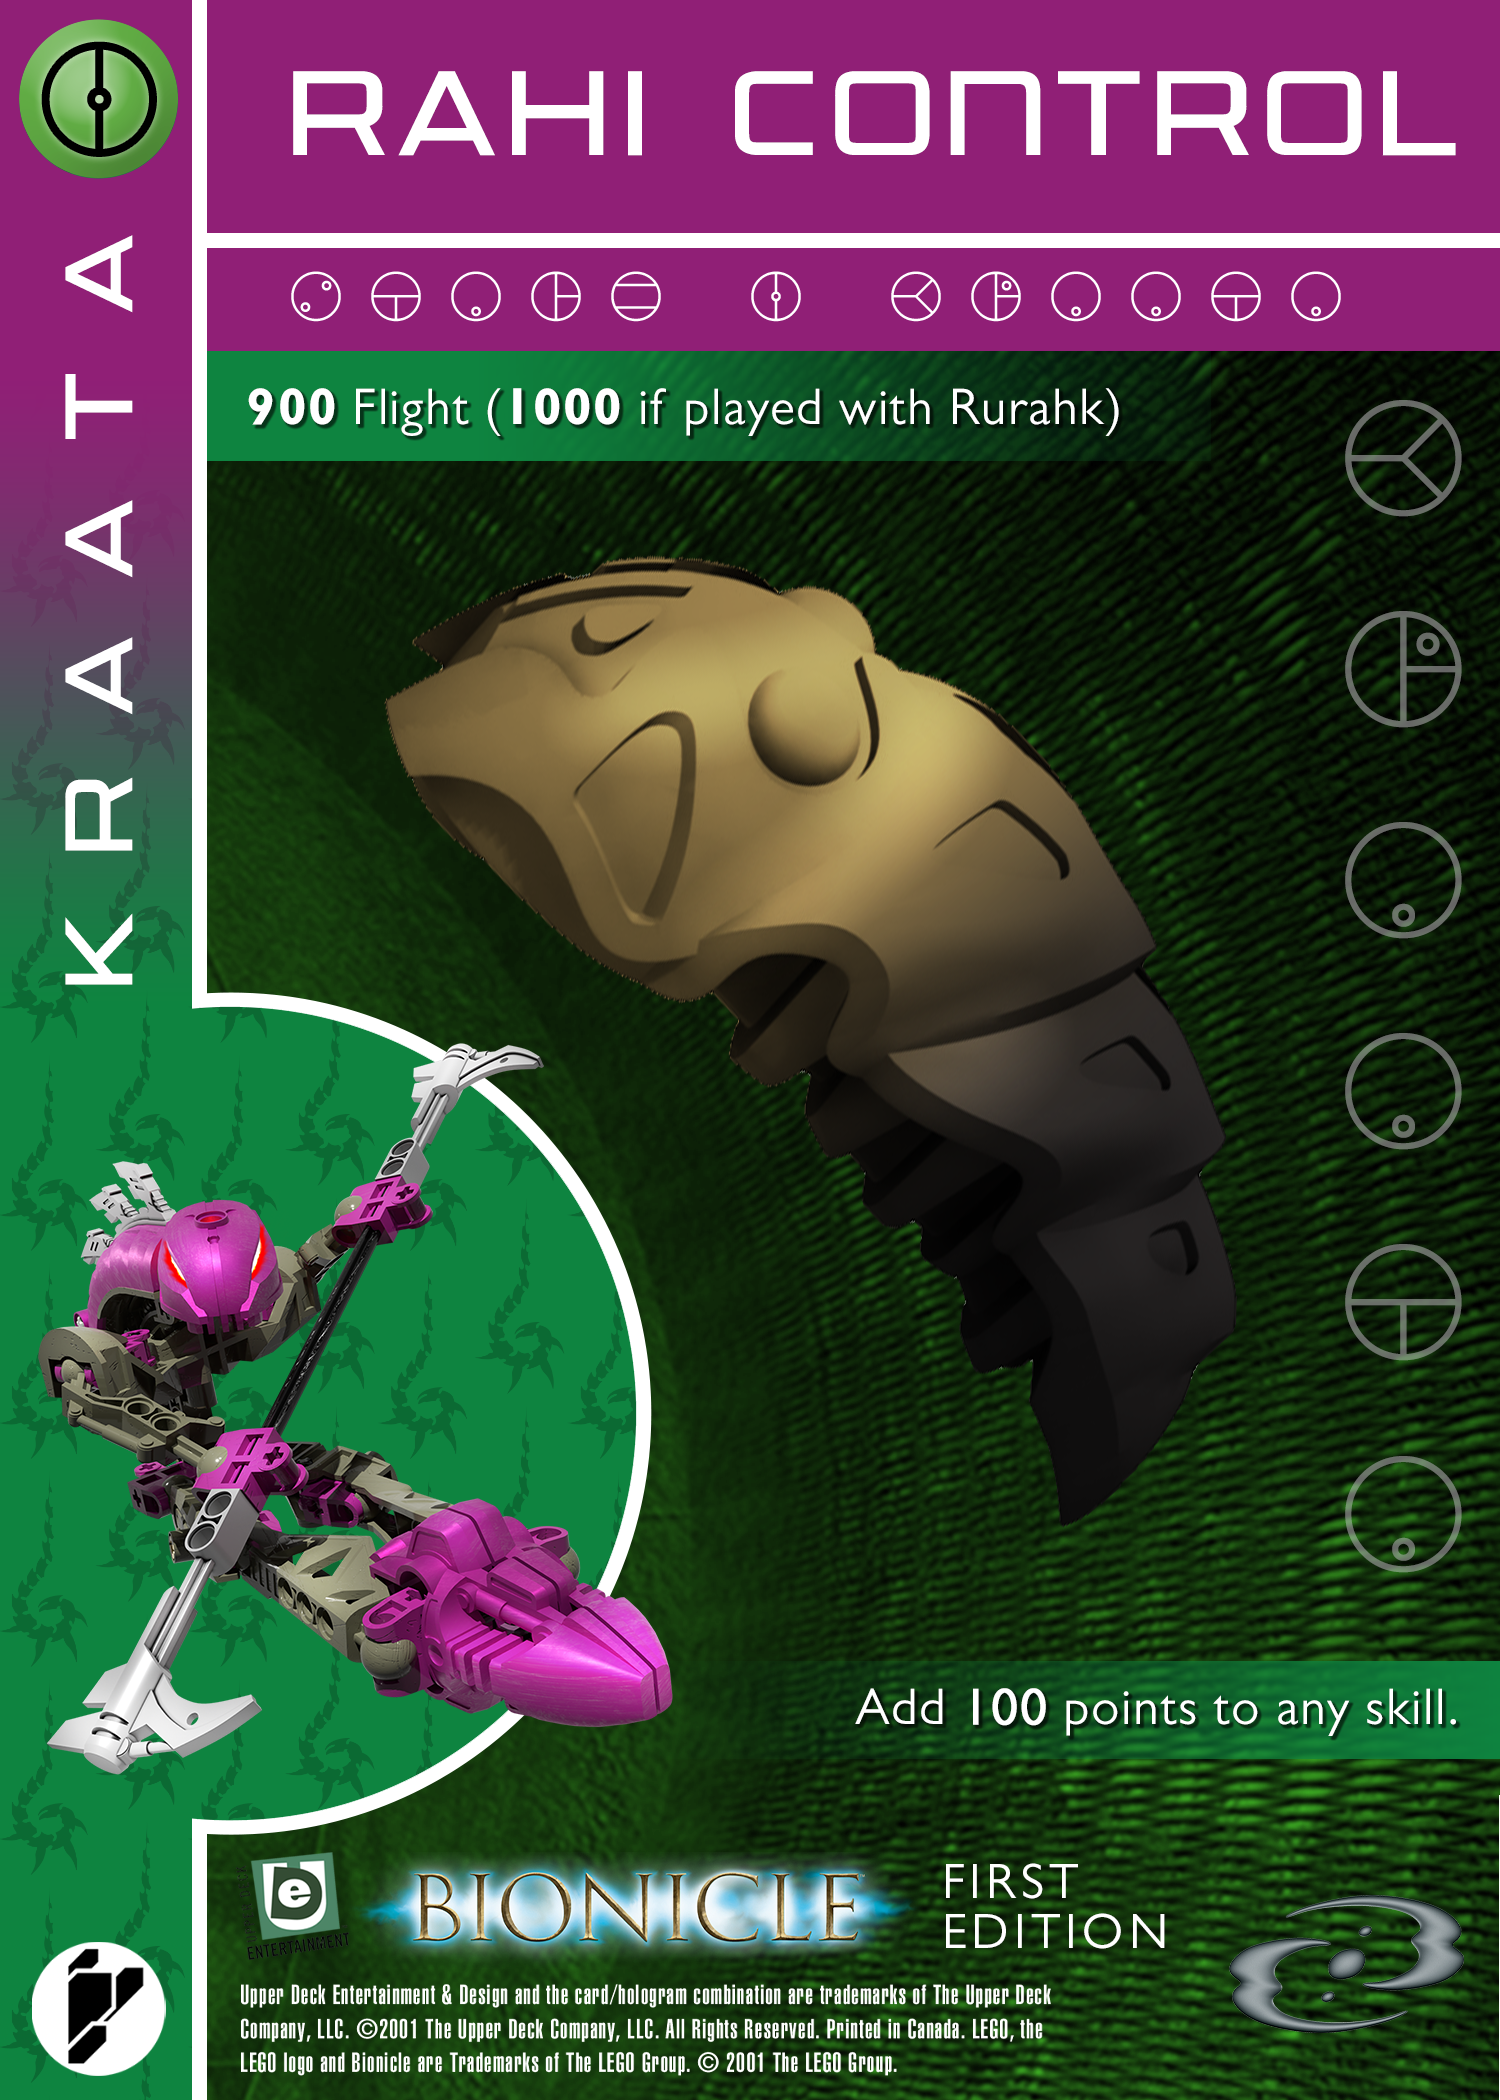 RAHI CONTROL
KRAATA
900 Flight (1000 if played with Rurahk)
Add 100 points to any skill.
e
ENTERTAINMENT
BIONICLE
FIRST
EDITION
Upper Deck Entertainment & Design and the card/hologram combination are trademarks of The Upper Deck
Company, LLC. ©2001 The Upper Deck Company, LLC. All Rights Reserved. Printed in Canada. LEGO, the
LEGO logo and Bionicle are Trademarks of The LEGO Group. © 2001 The LEGO Group.